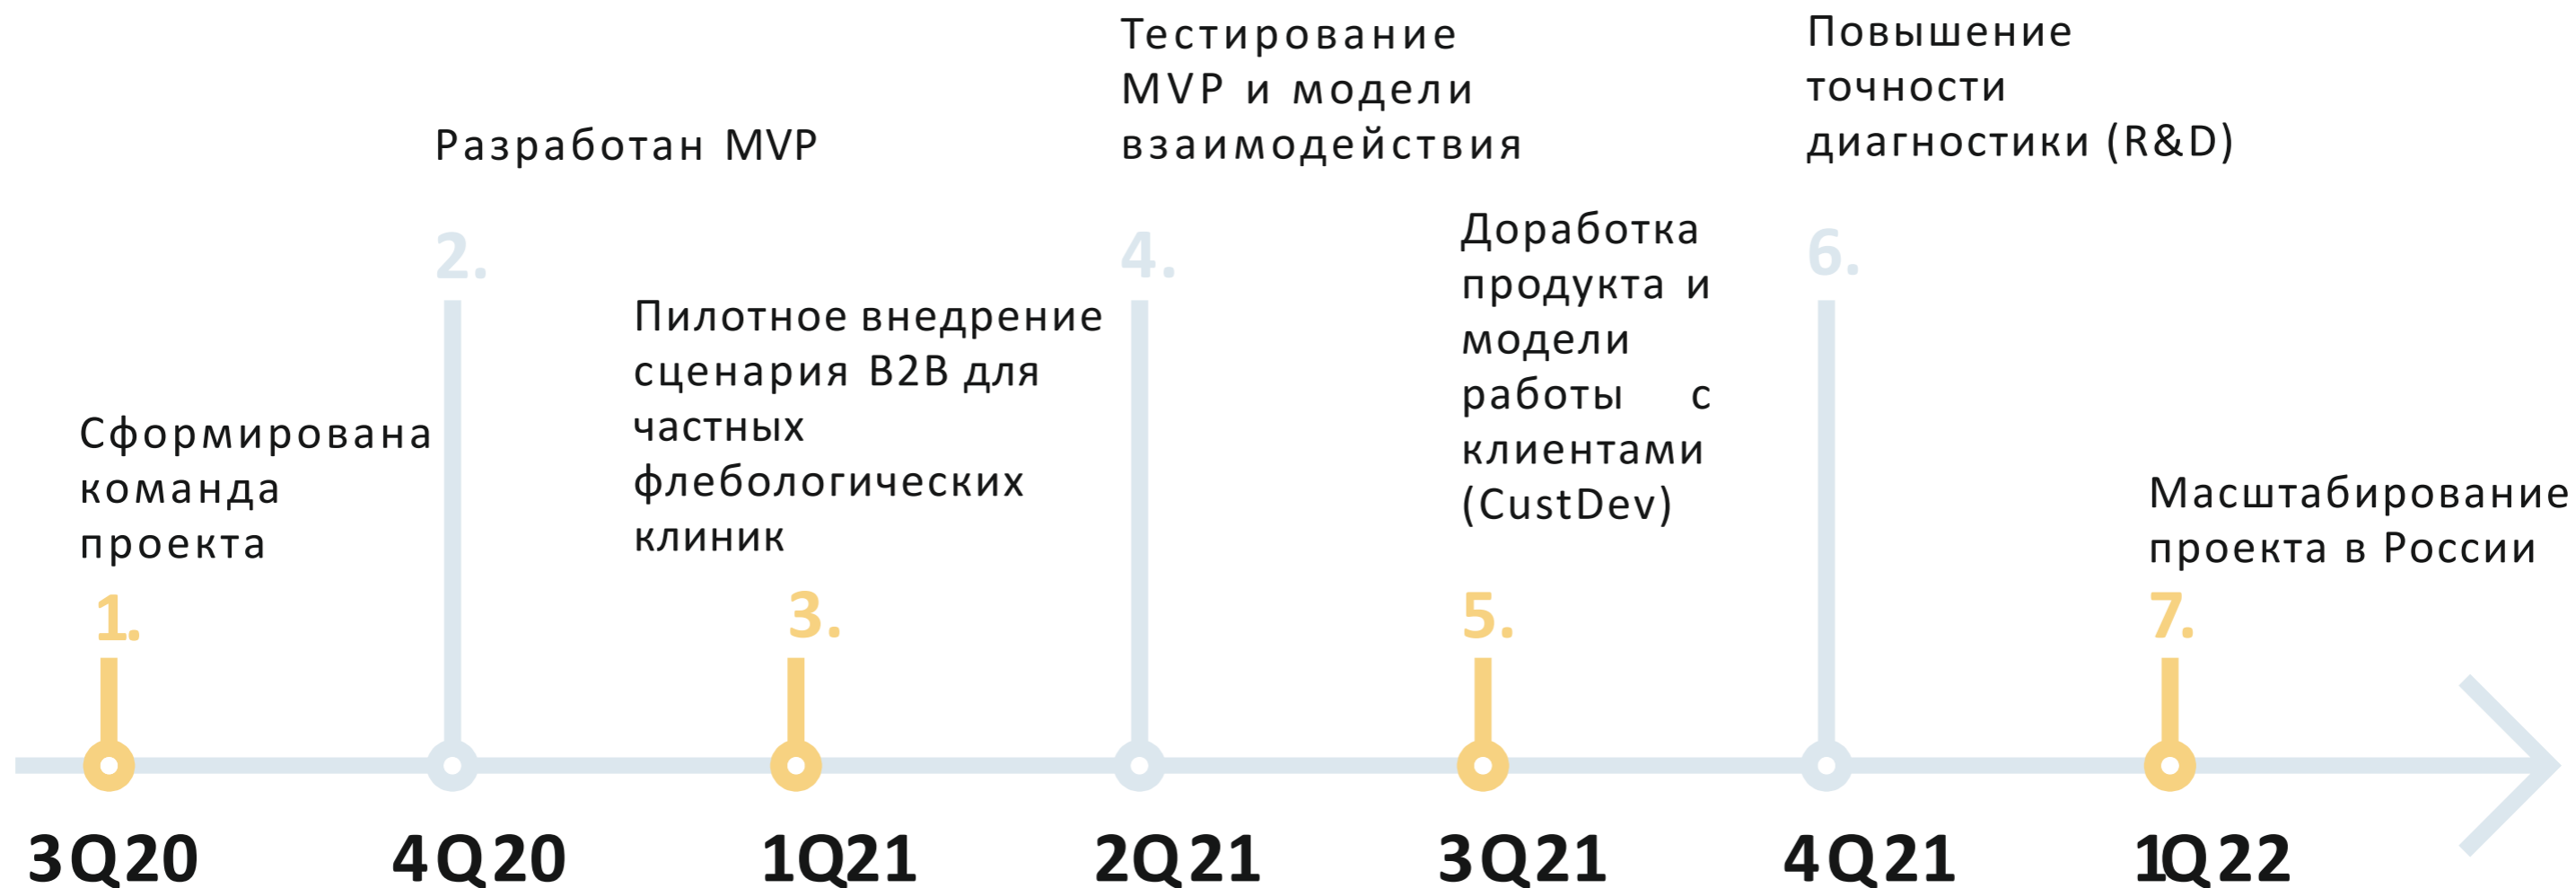 Сформирована
команда
проекта
1.
3Q20
Разработан MVP
2.
4Q20
Пилотное внедрение
сценария B2B для
частных
флебологических
клиник
3.
1Q21
Тестирование
MVP и модели
взаимодействия
4.
2Q21
Доработка
продукта и
модели
работы с
клиентами
(CustDev)
5.
3Q21
Повышение
точности
диагностики (R&D)
6.
4Q21
Масштабирование
проекта в России
7.
1Q22